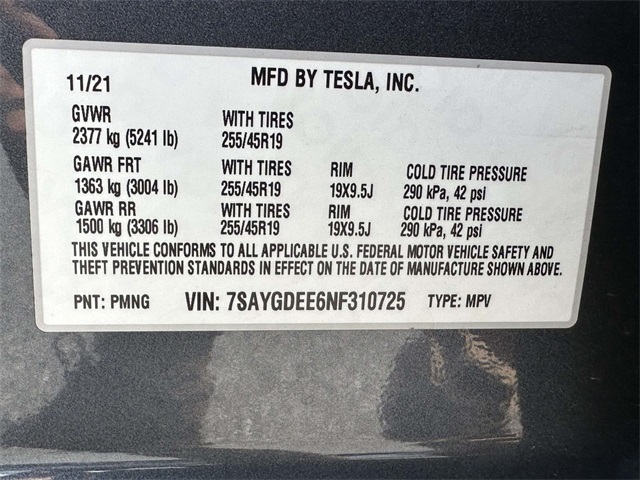 11/21 MFD BY TESLA, INC.
GVWR WITH TIRES
2377 kg (5241 lb) 255/45R19
GAWR FRT WITH TIRES RIM COLD TIRE PRESSURE
1363 kg (3004 lb) 255/45R19 19X9.5J 290 kPa, 42 psi
GAWR RR WITH TIRES RIM COLD TIRE PRESSURE
1500 kg (3306 lb) 255/45R19 19X9.5J 290 kPa, 42 psi
THIS VEHICLE CONFORMS TO ALL APPLICABLE U.S. FEDERAL MOTOR VEHICLE SAFETY AND
THEFT PREVENTION STANDARDS IN EFFECT ON THE DATE OF MANUFACTURE SHOWN ABOVE.
PNT: PMNG VIN: 7SAYGDEE6NF310725 TYPE: MPV